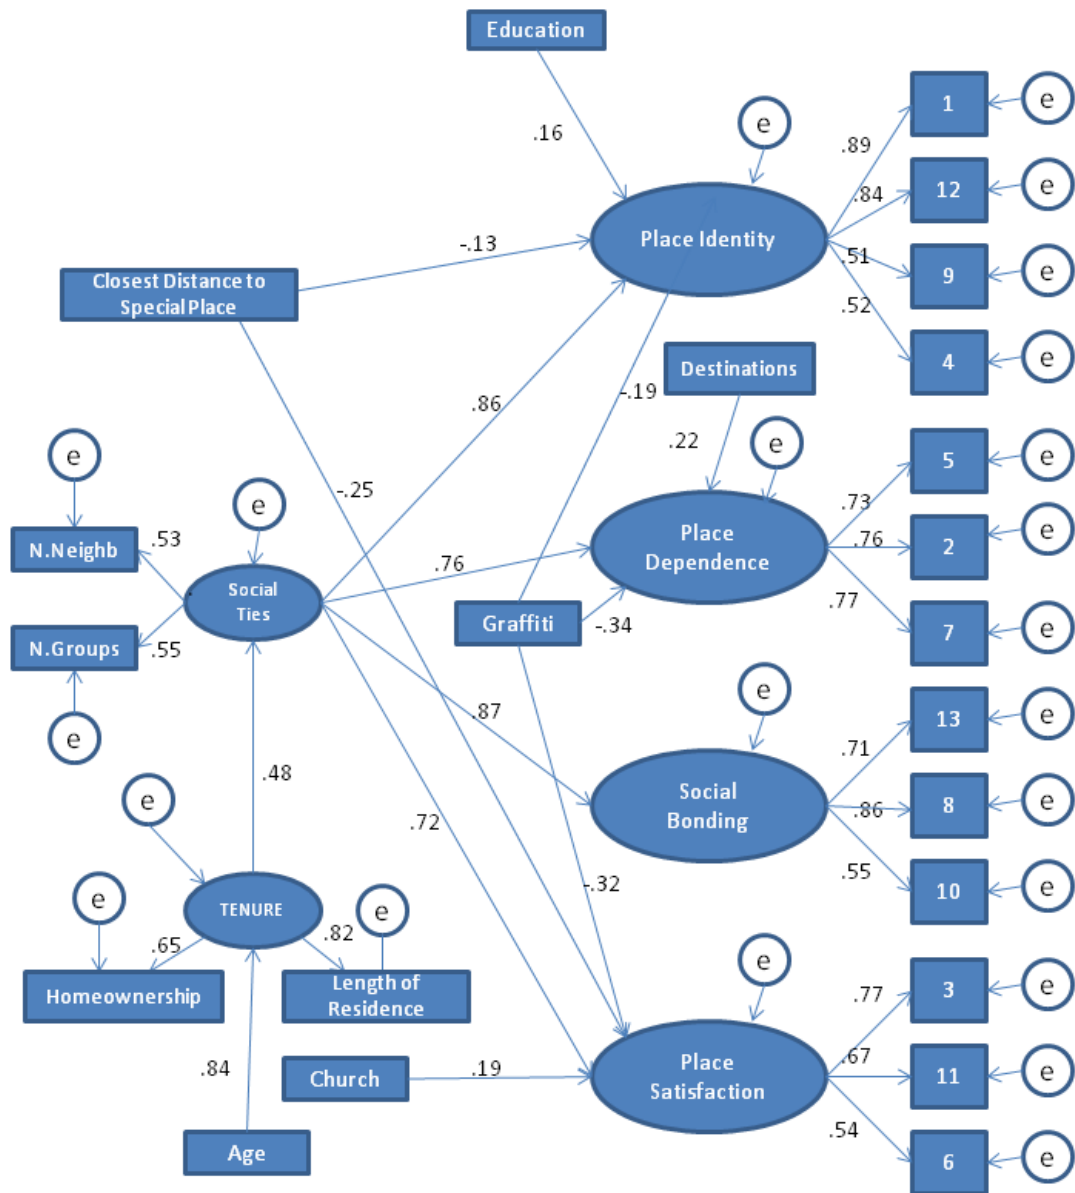 Education
e
1
e
.16
.89
12
e
.84
Place Identity
-.13
.51
9
e
Closest Distance to
Special Place
.52
4
e
Destinations
-.19
.86
.22
e
5
e
e
-.25
e
.73
.53
N.Neighb
Place
Dependence
.76
2
e
.76
Social
Ties
.77
Graffiti
-.34
7
e
N.Groups
.55
e
e
.87
13
e
.71
.48
e
.72
Social
Bonding
.86
8
e
.55
10
e
-.32
e
TENURE
e
.82
.65
e
3
e
.77
Homeownership
Length of
Residence
.67
.84
Church
.19
Place
Satisfaction
11
e
.54
Age
6
e